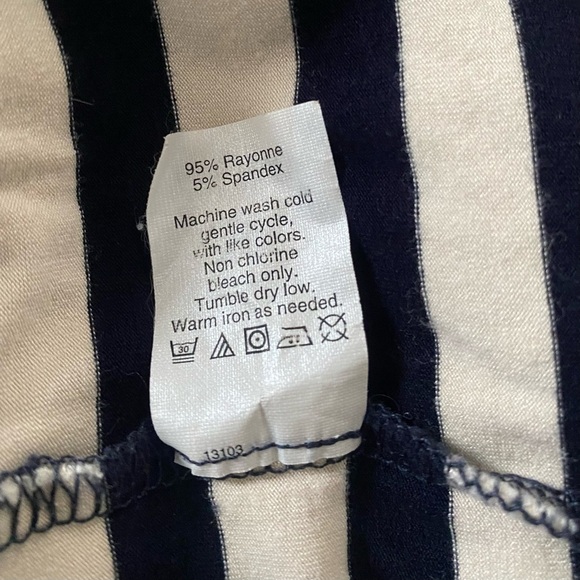 95% Rayonne
5% Spandex
Machine wash cold
gentle cycle,
with like colors.
Non chlorine
bleach only.
Tumble dry low.
Warm iron as needed.
30
13103